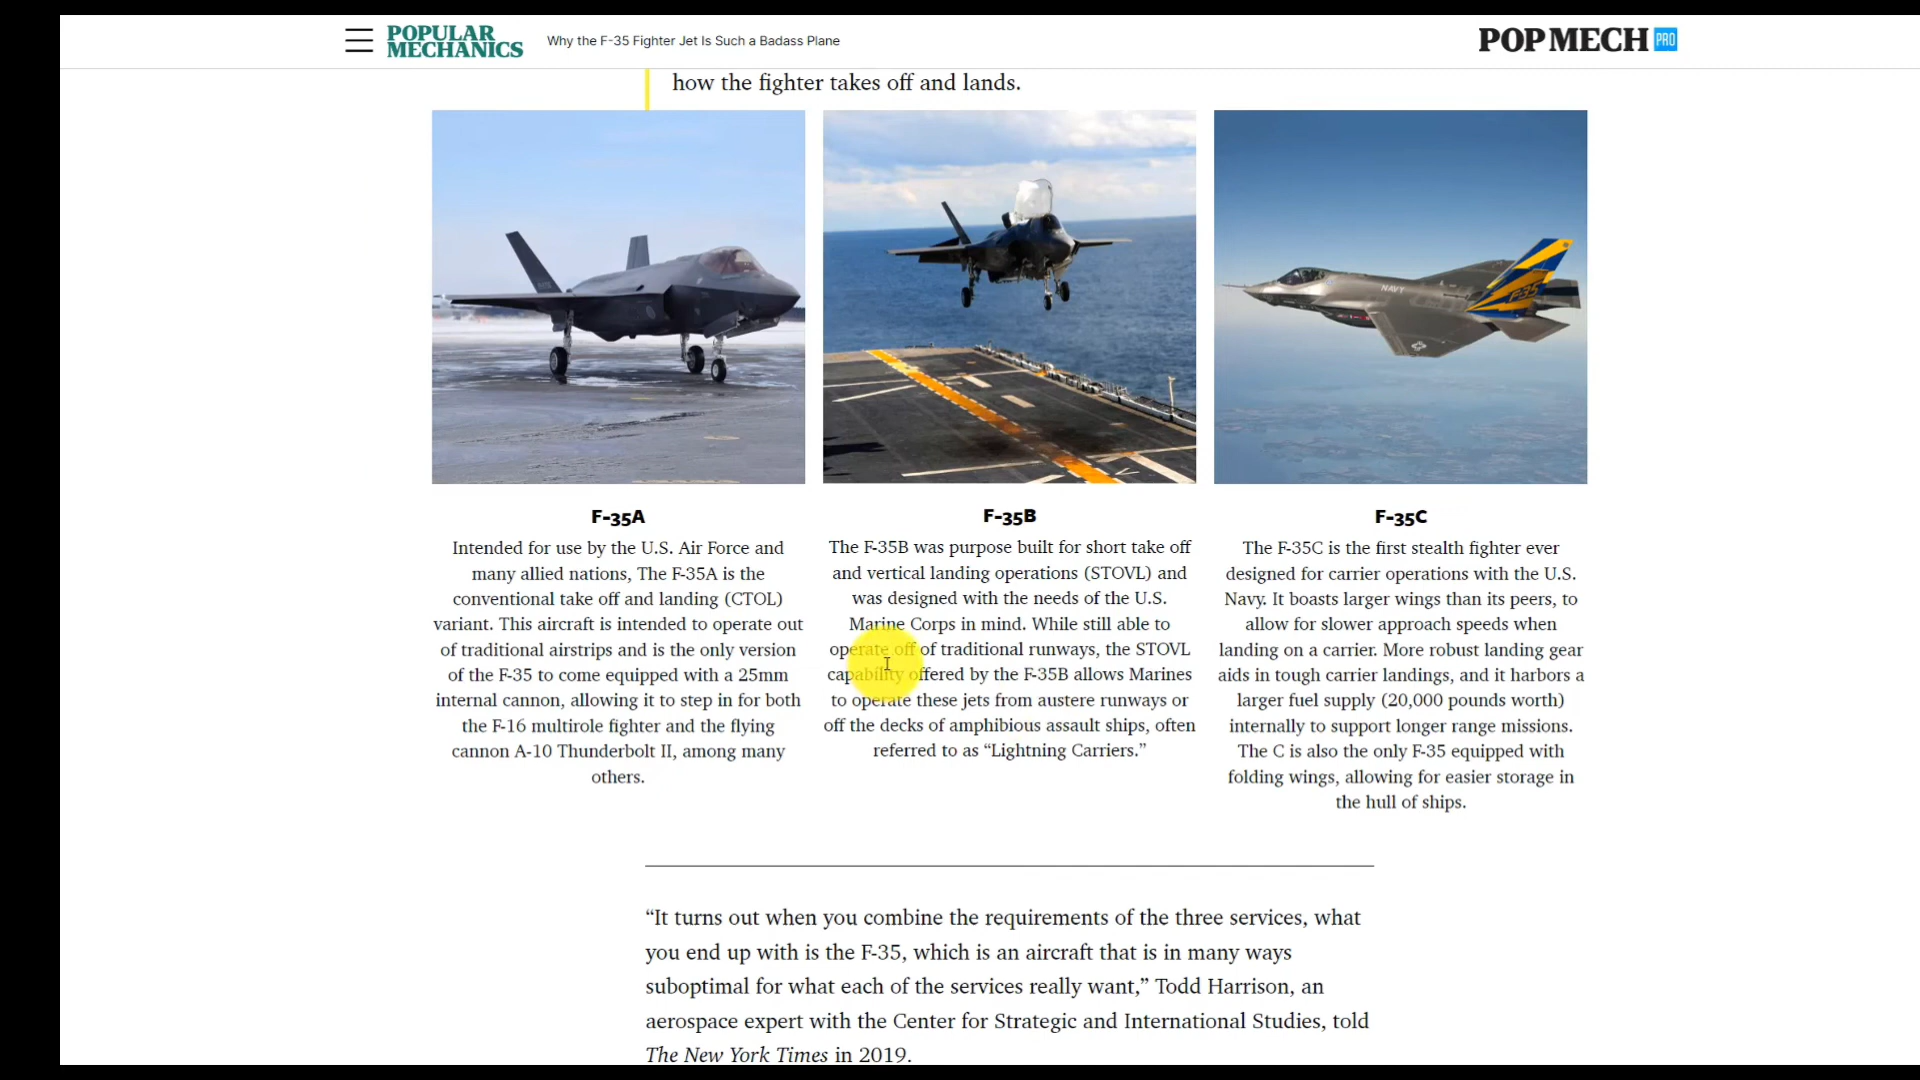 POPULAR
MECHANICS
Why the F-35 Fighter Jet Is Such a Badass Plane
POP MECH PRO
how the fighter takes off and lands.
NAVY
F35
F-35A
Intended for use by the U.S. Air Force and
many allied nations, The F-35A is the
conventional take off and landing (CTOL)
variant. This aircraft is intended to operate out
of traditional airstrips and is the only version
of the F-35 to come equipped with a 25mm
internal cannon, allowing it to step in for both
the F-16 multirole fighter and the flying
cannon A-10 Thunderbolt II, among many
others.
F-35B
The F-35B was purpose built for short take off
and vertical landing operations (STOVL) and
was designed with the needs of the U.S.
Marine Corps in mind. While still able to
operate off of traditional runways, the STOVL
capability offered by the F-35B allows Marines
to operate these jets from austere runways or
off the decks of amphibious assault ships, often
referred to as “Lightning Carriers.”
F-35C
The F-35C is the first stealth fighter ever
designed for carrier operations with the U.S.
Navy. It boasts larger wings than its peers, to
allow for slower approach speeds when
landing on a carrier. More robust landing gear
aids in tough carrier landings, and it harbors a
larger fuel supply (20,000 pounds worth)
internally to support longer range missions.
The C is also the only F-35 equipped with
folding wings, allowing for easier storage in
the hull of ships.
“It turns out when you combine the requirements of the three services, what
you end up with is the F-35, which is an aircraft that is in many ways
suboptimal for what each of the services really want,” Todd Harrison, an
aerospace expert with the Center for Strategic and International Studies, told
The New York Times in 2019.